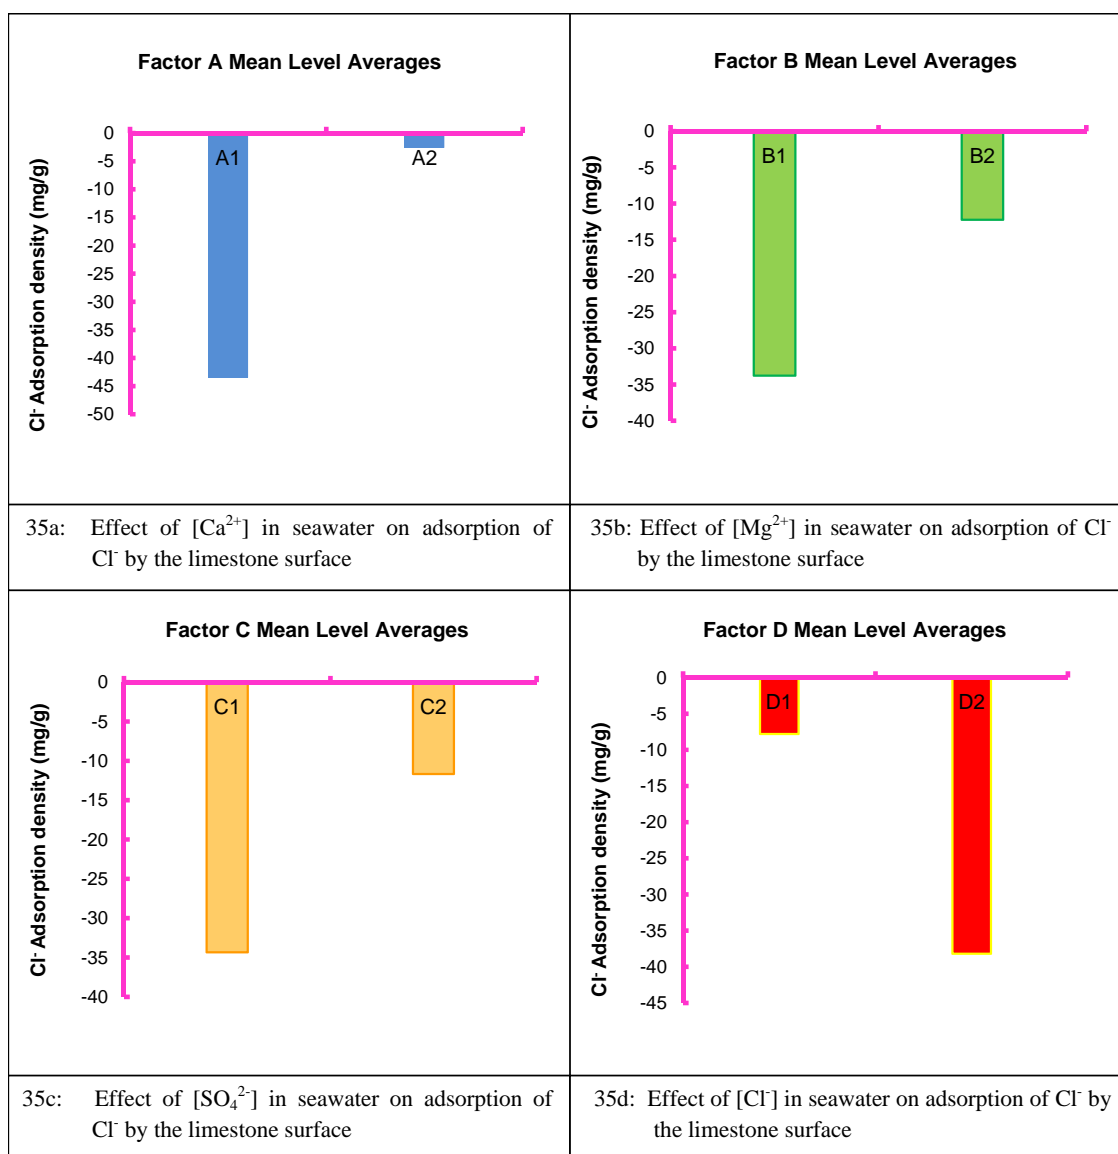 Factor A Mean Level Averages
Cl⁻ Adsorption density (mg/g)
0
-5
-10
-15
-20
-25
-30
-35
-40
-45
-50
A1
A2
Factor B Mean Level Averages
Cl⁻ Adsorption density (mg/g)
0
-5
-10
-15
-20
-25
-30
-35
-40
B1
B2
35a: Effect of [Ca²⁺] in seawater on adsorption of
Cl⁻ by the limestone surface
35b: Effect of [Mg²⁺] in seawater on adsorption of Cl⁻
by the limestone surface
Factor C Mean Level Averages
Cl⁻ Adsorption density (mg/g)
0
-5
-10
-15
-20
-25
-30
-35
-40
C1
C2
Factor D Mean Level Averages
Cl⁻ Adsorption density (mg/g)
0
-5
-10
-15
-20
-25
-30
-35
-40
-45
D1
D2
35c: Effect of [SO₄²⁻] in seawater on adsorption of
Cl⁻ by the limestone surface
35d: Effect of [Cl⁻] in seawater on adsorption of Cl⁻ by
the limestone surface